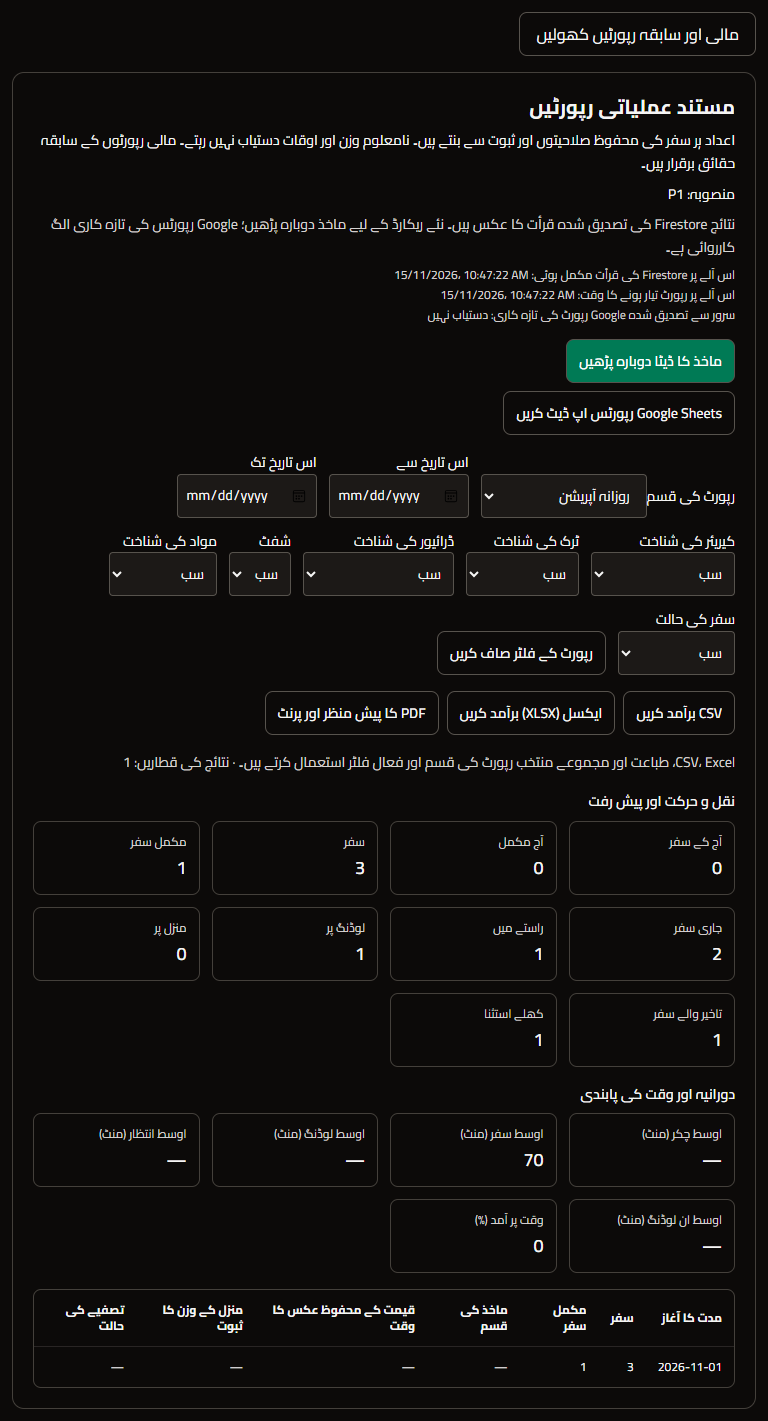 مالی اور سابقہ رپورٹیں کھولیں
مستند عملیاتی رپورٹیں
اعداد ہر سفر کی محفوظ صلاحیتوں اور ثبوت سے بنتے ہیں۔ نامعلوم وزن اور اوقات دستیاب نہیں رہتے۔ مالی رپورٹوں کے سابقہ
حقائق برقرار ہیں۔
منصوبہ: P1
نتائج Firestore کی تصدیق شدہ قرأت کا عکس ہیں۔ نئے ریکارڈ کے لیے ماخذ دوبارہ پڑھیں؛ Google رپورٹس کی تازہ کاری الگ
کارروائی ہے۔
اس آلے پر Firestore کی قرأت مکمل ہوئی: 15/11/2026، 10:47:22 AM
اس آلے پر رپورٹ تیار ہونے کا وقت: 15/11/2026، 10:47:22 AM
سرور سے تصدیق شدہ Google رپورٹ کی تازہ کاری: دستیاب نہیں
ماخذ کا ڈیٹا دوبارہ پڑھیں
Google Sheets رپورٹس اپ ڈیٹ کریں
رپورٹ کی قسم روزانہ آپریشن اس تاریخ سے mm/dd/yyyy اس تاریخ تک mm/dd/yyyy
کیریئر کی شناخت ٹرک کی شناخت ڈرائیور کی شناخت شفٹ مواد کی شناخت
سب سب سب سب سب
سفر کی حالت
سب رپورٹ کے فلٹر صاف کریں
CSV برآمد کریں ایکسل (XLSX) برآمد کریں PDF کا پیش منظر اور پرنٹ
CSV، Excel، طباعت اور مجموعے منتخب رپورٹ کی قسم اور فعال فلٹر استعمال کرتے ہیں۔ · نتائج کی قطاریں: 1
نقل و حرکت اور پیش رفت
آج کے سفر آج مکمل سفر مکمل سفر
0 0 3 1
جاری سفر راستے میں لوڈنگ پر منزل پر
2 1 1 0
تاخیر والے سفر کھلے استثنا
1 1
دورانیہ اور وقت کی پابندی
اوسط چکر (منٹ) اوسط سفر (منٹ) اوسط لوڈنگ (منٹ) اوسط انتظار (منٹ)
— 70 — —
اوسط ان لوڈنگ (منٹ) وقت پر آمد (%)
— 0
مدت کا آغاز سفر مکمل سفر ماخذ کی قسم قیمت کے محفوظ عکس کا وقت منزل کے وزن کا ثبوت تصفیے کی حالت
2026-11-01 3 1 — — — —